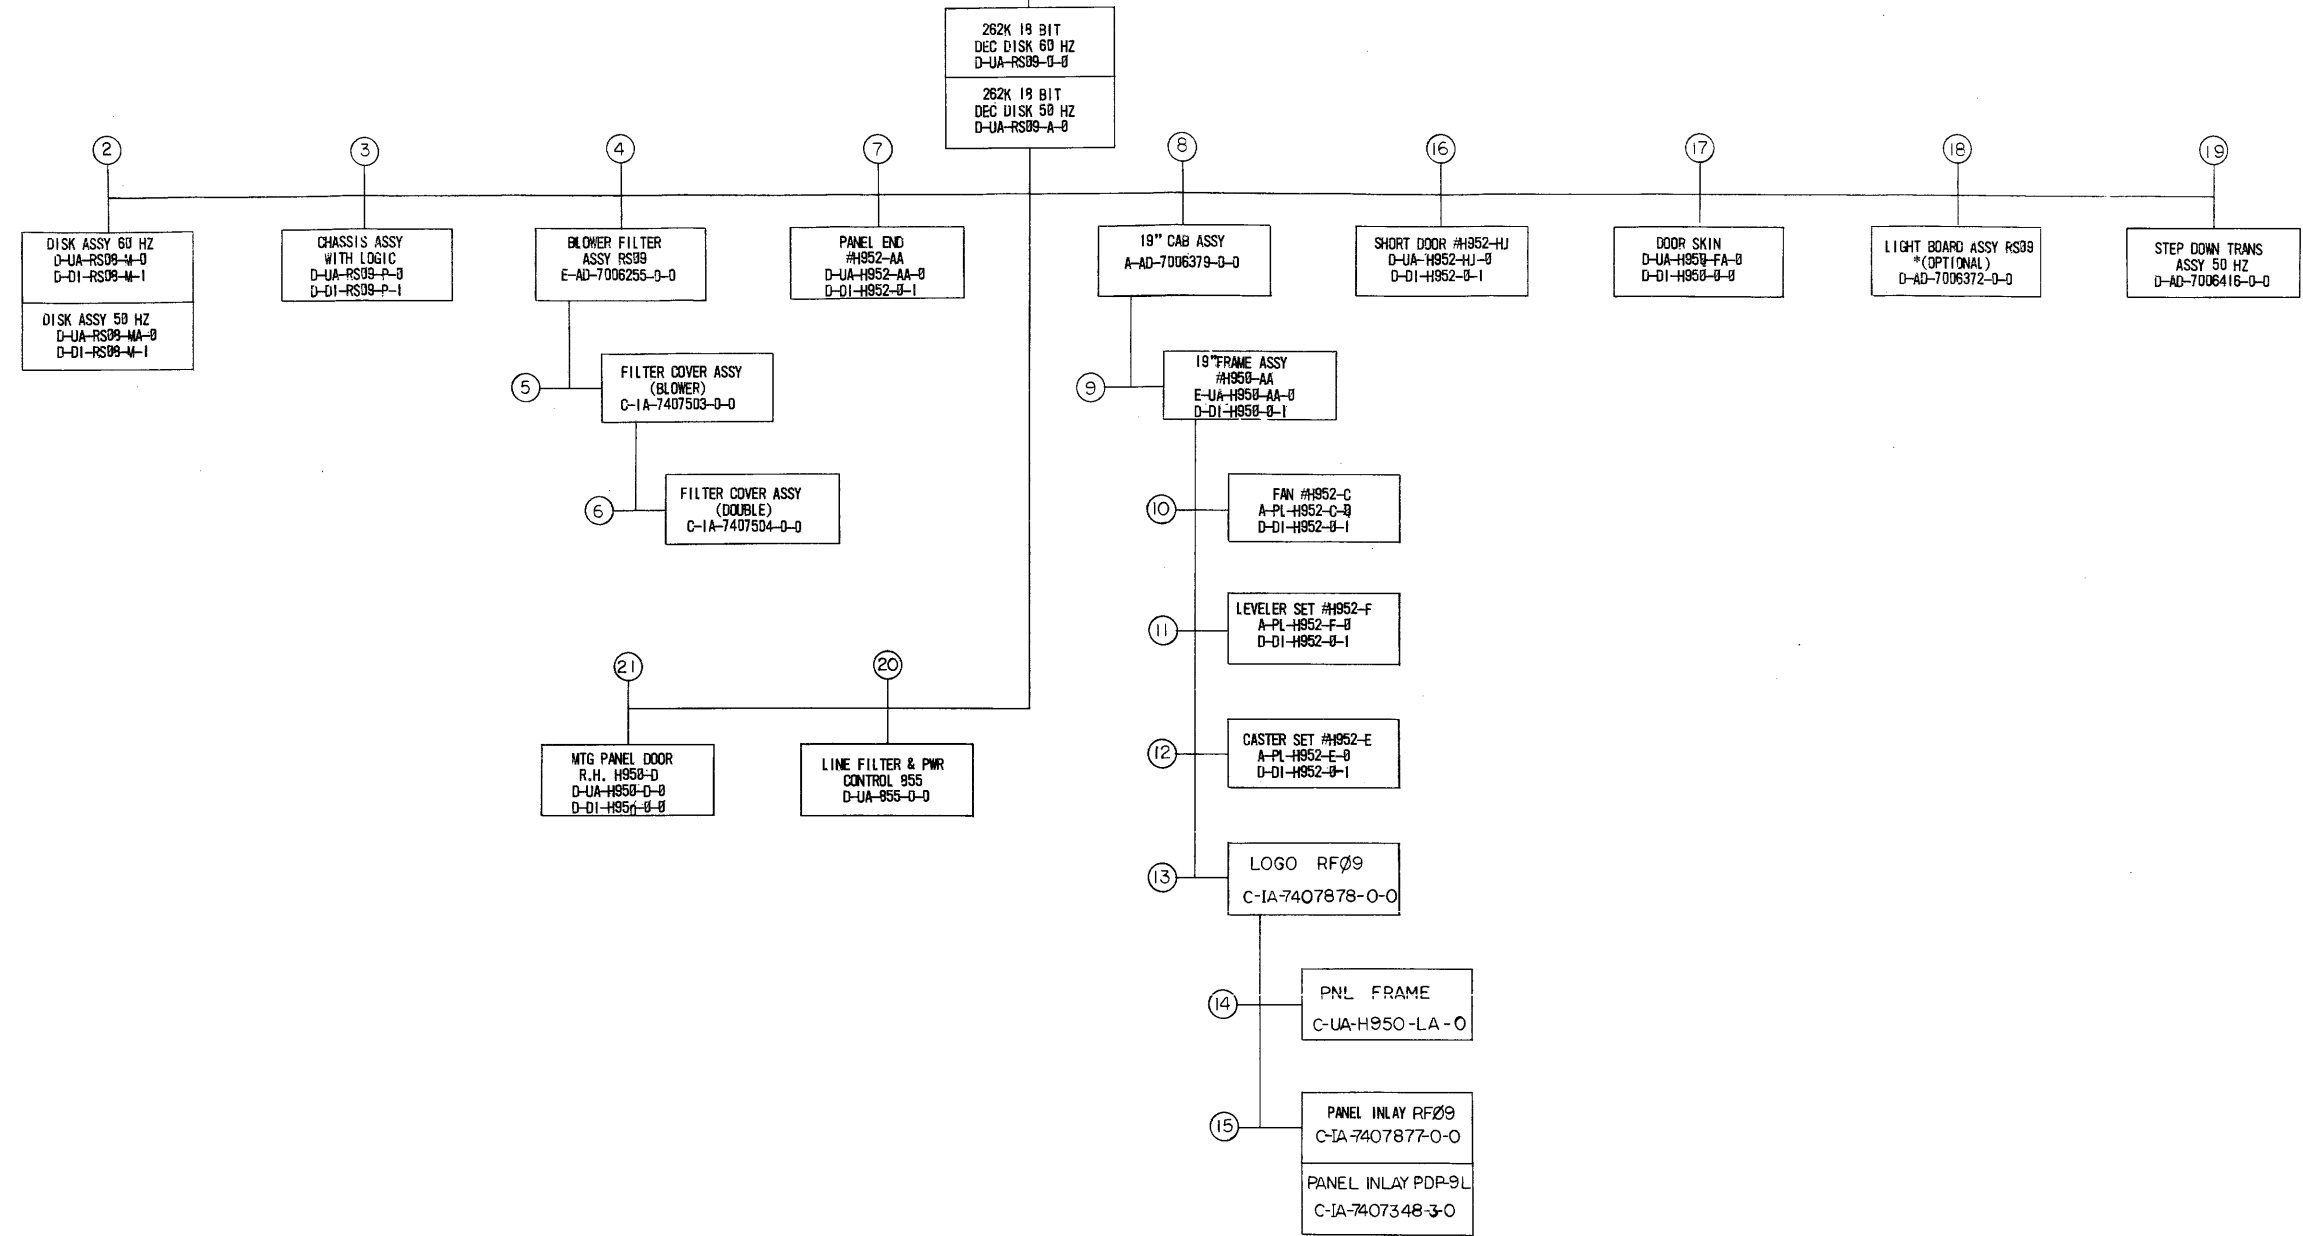 262K 18 BIT
DEC DISK 60 HZ
D-UA-RS09-0-0
262K 18 BIT
DEC DISK 50 HZ
D-UA-RS09-A-0
2
3
4
7
8
16
17
18
19
DISK ASSY 60 HZ
D-UA-RS08-M-0
D-DI-RS08-M-1
DISK ASSY 50 HZ
D-UA-RS08-MA-0
D-DI-RS08-M-1
CHASSIS ASSY
WITH LOGIC
D-UA-RS09-P-0
D-DI-RS09-P-1
BLOWER FILTER
ASSY RS09
E-AD-7006255-0-0
PANEL END
#H952-AA
D-UA-H952-AA-0
D-DI-H952-0-1
19" CAB ASSY
A-AD-7006379-0-0
SHORT DOOR #H952-HJ
D-UA-H952-HJ-0
D-DI-H952-0-1
DOOR SKIN
D-UA-H950-FA-0
D-DI-H950-0-0
LIGHT BOARD ASSY RS09
*(OPTIONAL)
D-AD-7006372-0-0
STEP DOWN TRANS
ASSY 50 HZ
D-AD-7006416-0-0
5
FILTER COVER ASSY
(BLOWER)
C-IA-7407503-0-0
6
FILTER COVER ASSY
(DOUBLE)
C-IA-7407504-0-0
9
19"FRAME ASSY
#H950-AA
E-UA-H950-AA-0
D-DI-H950-0-1
10
FAN #H952-C
A-PL-H952-C-0
D-DI-H952-0-1
11
LEVELER SET #H952-F
A-PL-H952-F-0
D-DI-H952-0-1
12
CASTER SET #H952-E
A-PL-H952-E-0
D-DI-H952-0-1
21
MTG PANEL DOOR
R.H. H950-D
D-UA-H950-D-0
D-DI-H950-0-0
20
LINE FILTER & PWR
CONTROL 855
D-UA-855-0-0
13
LOGO RFØ9
C-IA-7407878-0-0
14
PNL FRAME
C-UA-H950-LA-0
15
PANEL INLAY RFØ9
C-IA-7407877-0-0
PANEL INLAY PDP-9L
C-IA-7407348-3-0